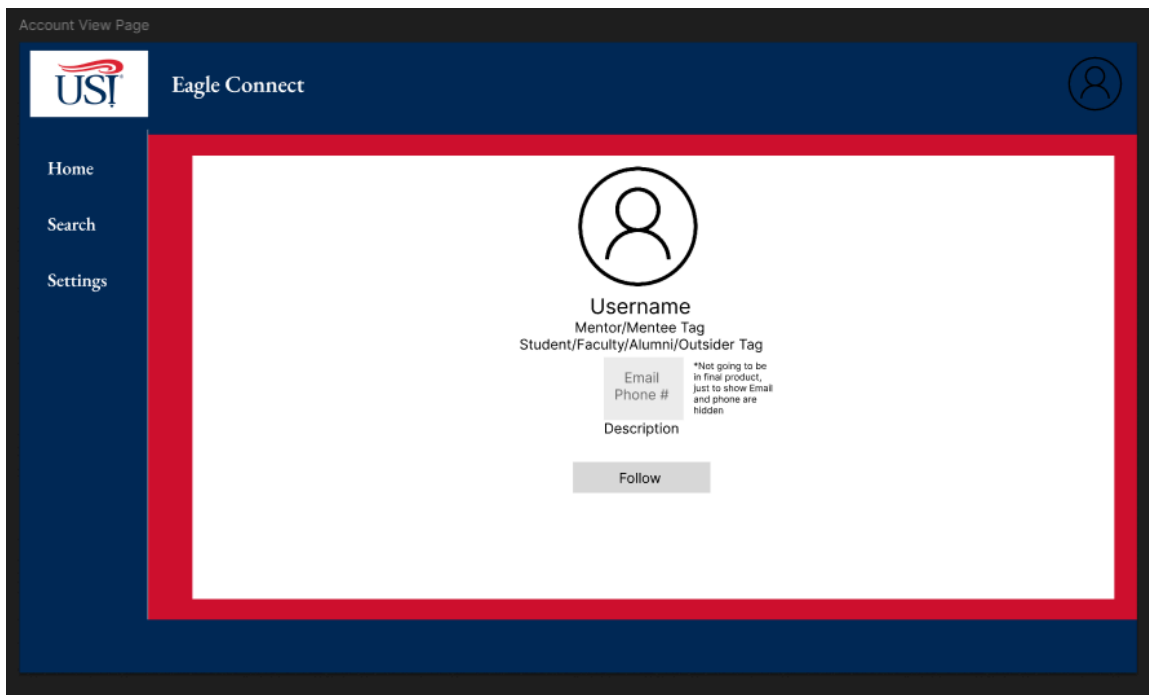 Account View Page
USI
Eagle Connect
Home
Search
Settings
Username
Mentor/Mentee Tag
Student/Faculty/Alumni/Outsider Tag
Email
Phone #
*Not going to be
in final product,
just to show Email
and phone are
hidden
Description
Follow